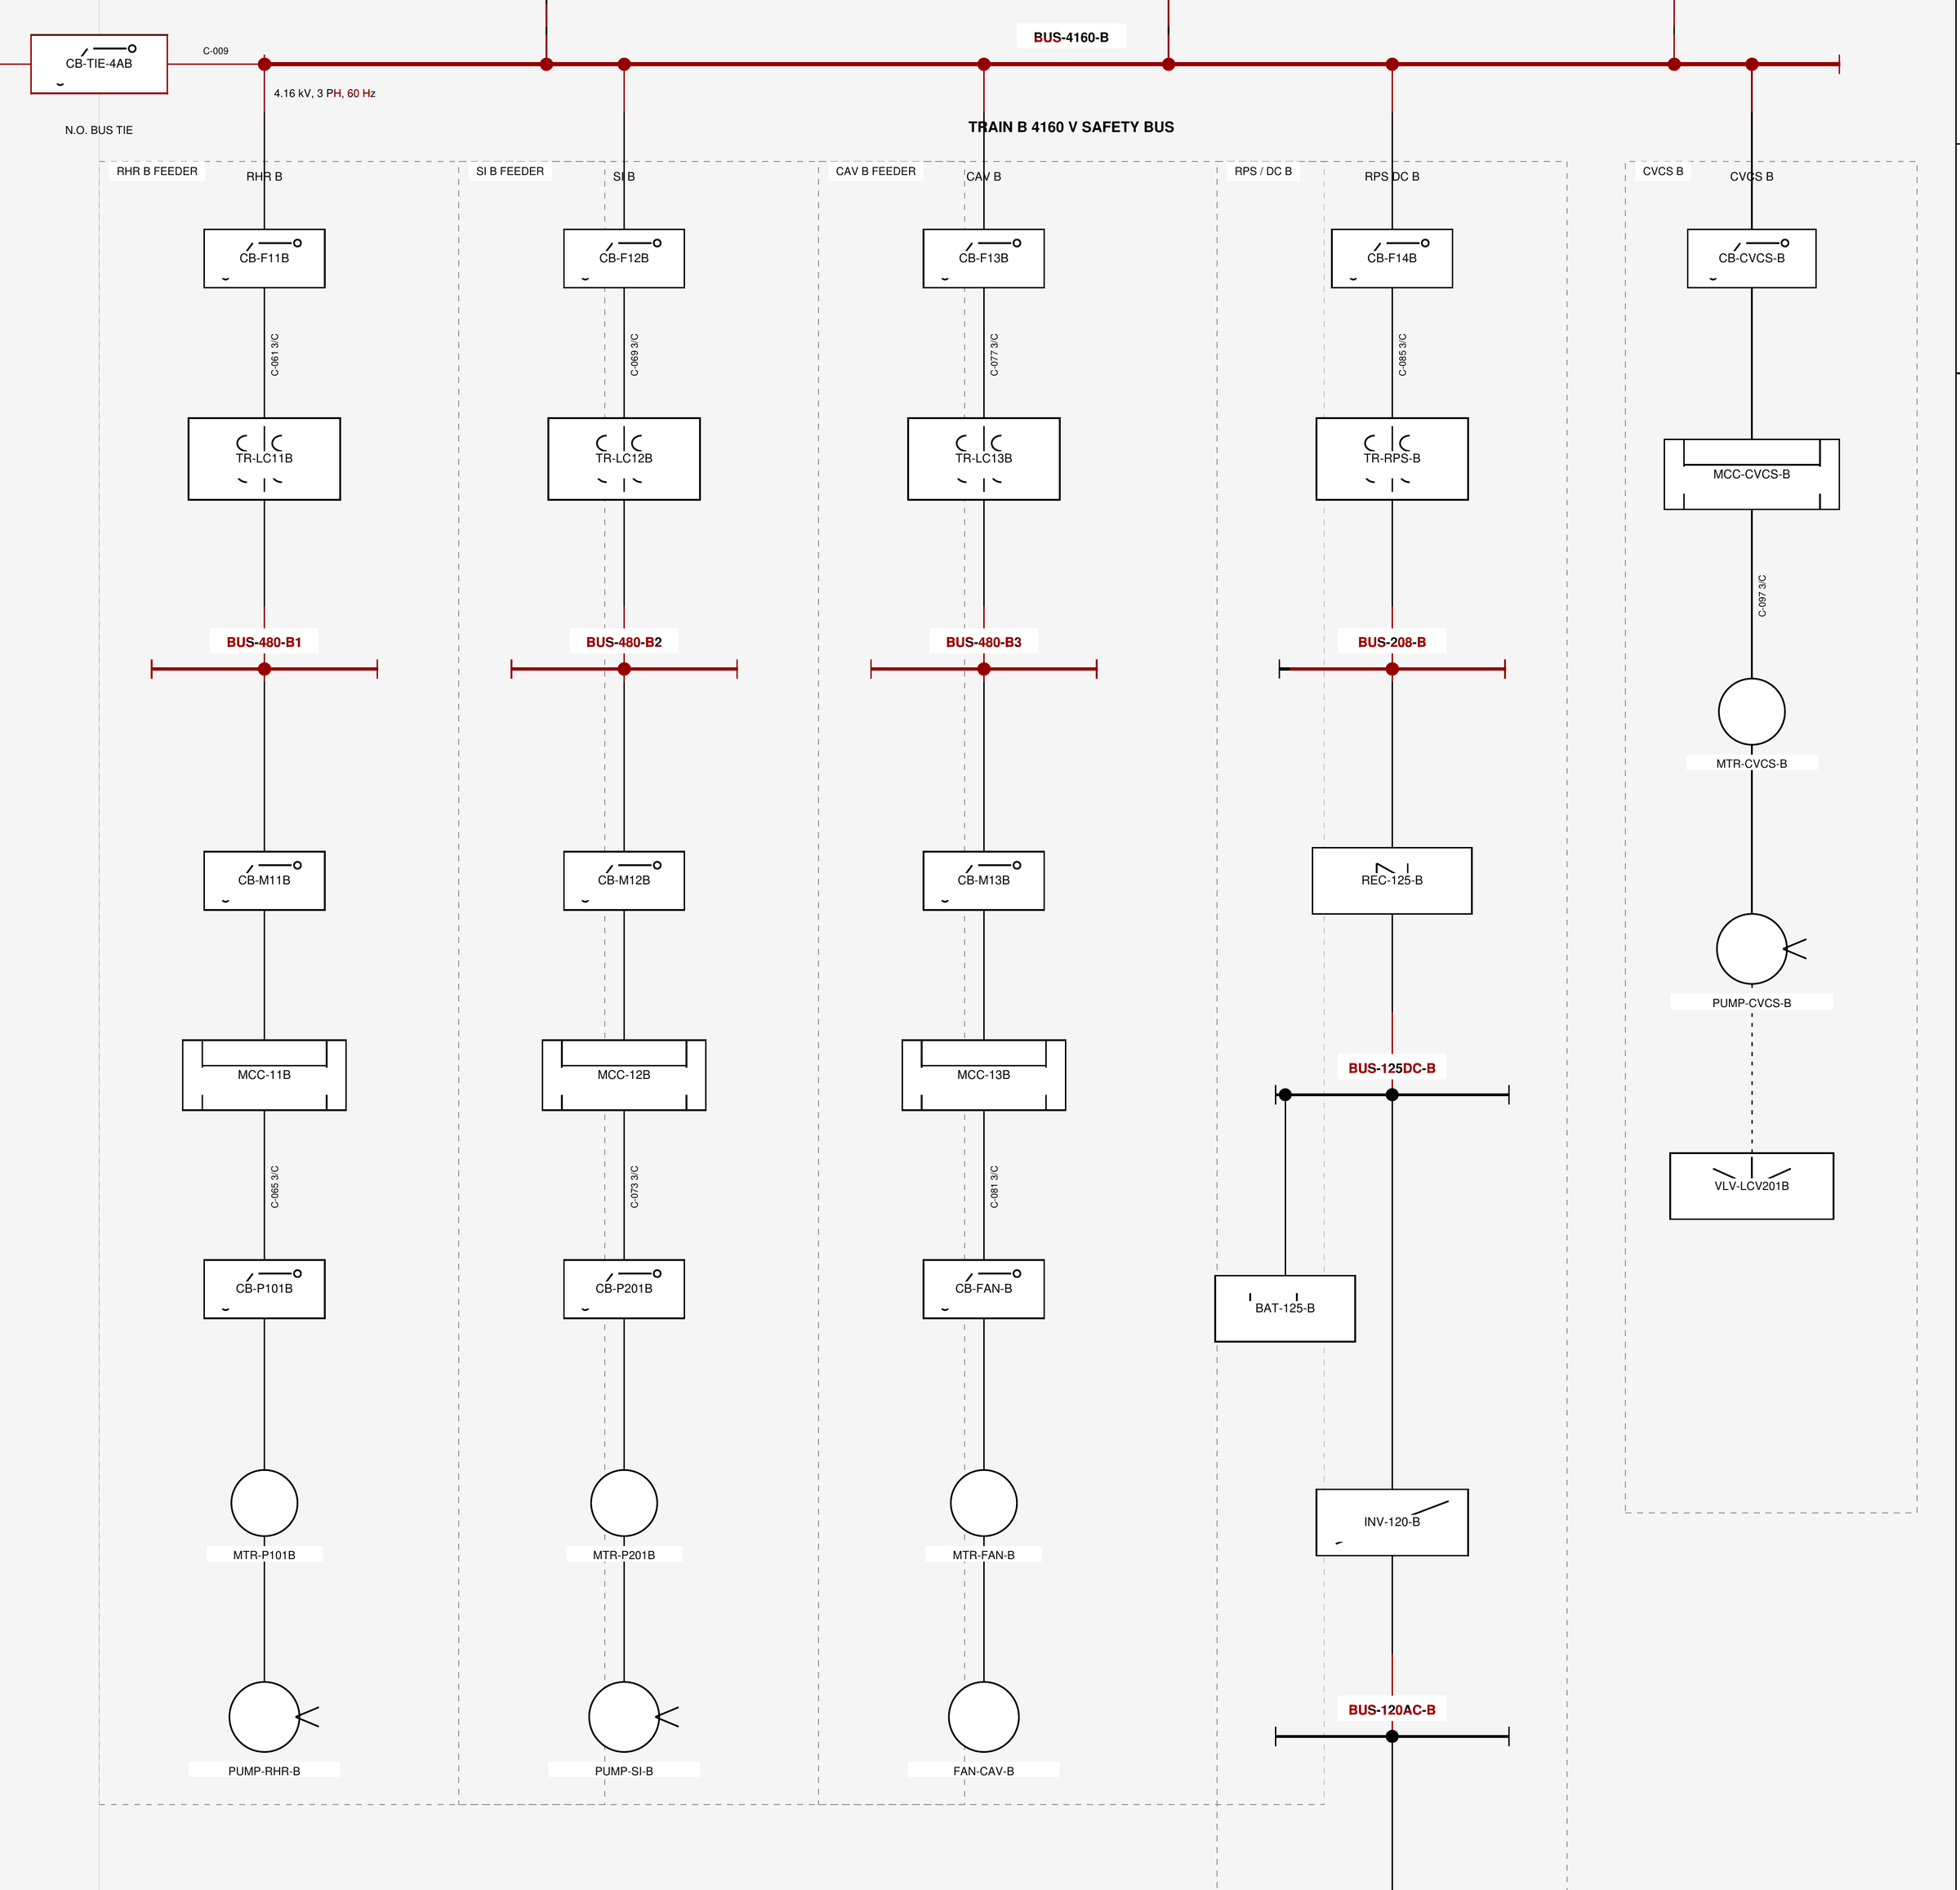 BUS-4160-B
C-009
CB-TIE-4AB
4.16 kV, 3 PH, 60 Hz
N.O. BUS TIE
TRAIN B 4160 V SAFETY BUS
RHR B FEEDER
RHR B
SI B FEEDER
SI B
CAV B FEEDER
CAV B
RPS / DC B
RPS DC B
CVCS B
CVCS B
CB-F11B
CB-F12B
CB-F13B
CB-F14B
CB-CVCS-B
C-061 3/C
C-069 3/C
C-077 3/C
C-085 3/C
TR-LC11B
TR-LC12B
TR-LC13B
TR-RPS-B
MCC-CVCS-B
C-097 3/C
BUS-480-B1
BUS-480-B2
BUS-480-B3
BUS-208-B
MTR-CVCS-B
CB-M11B
CB-M12B
CB-M13B
REC-125-B
PUMP-CVCS-B
MCC-11B
MCC-12B
MCC-13B
BUS-125DC-B
C-065 3/C
C-073 3/C
C-081 3/C
VLV-LCV201B
CB-P101B
CB-P201B
CB-FAN-B
BAT-125-B
INV-120-B
MTR-P101B
MTR-P201B
MTR-FAN-B
BUS-120AC-B
PUMP-RHR-B
PUMP-SI-B
FAN-CAV-B